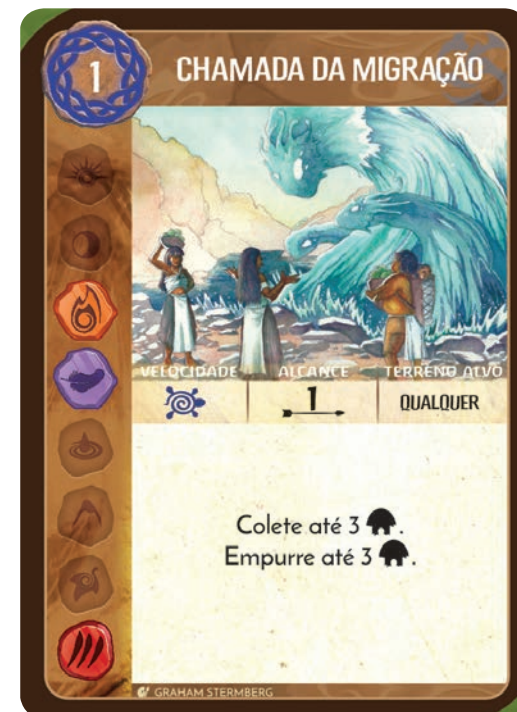 1
CHAMADA DA MIGRAÇÃO
VELOCIDADE ALCANCE TERRENO ALVO
1 QUALQUER
Colete até 3 .
Empurre até 3 .
GRAHAM STERMBERG